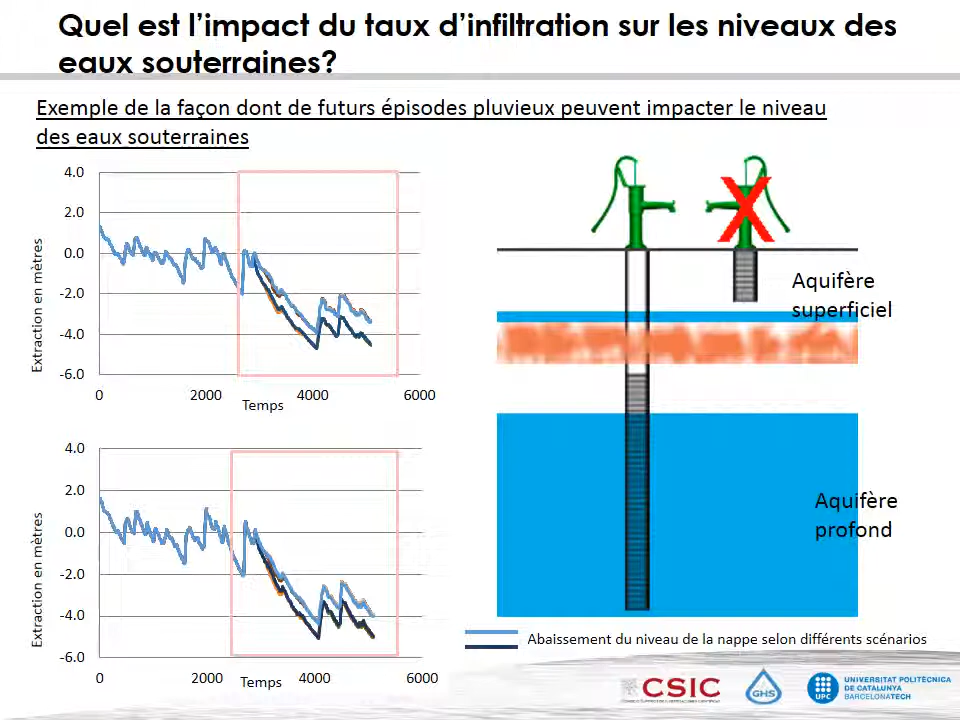 Quel est l’impact du taux d’infiltration sur les niveaux des
eaux souterraines?
Exemple de la façon dont de futurs épisodes pluvieux peuvent impacter le niveau
des eaux souterraines
4.0
2.0
0.0
-2.0
-4.0
-6.0
Extraction en mètres
0
2000
4000
6000
Temps
4.0
2.0
0.0
-2.0
-4.0
-6.0
Extraction en mètres
0
2000
4000
6000
Temps
Aquifère
superficiel
Aquifère
profond
Abaissement du niveau de la nappe selon différents scénarios
CSIC
GHS
UPC
UNIVERSITAT POLITÈCNICA
DE CATALUNYA
BARCELONATECH